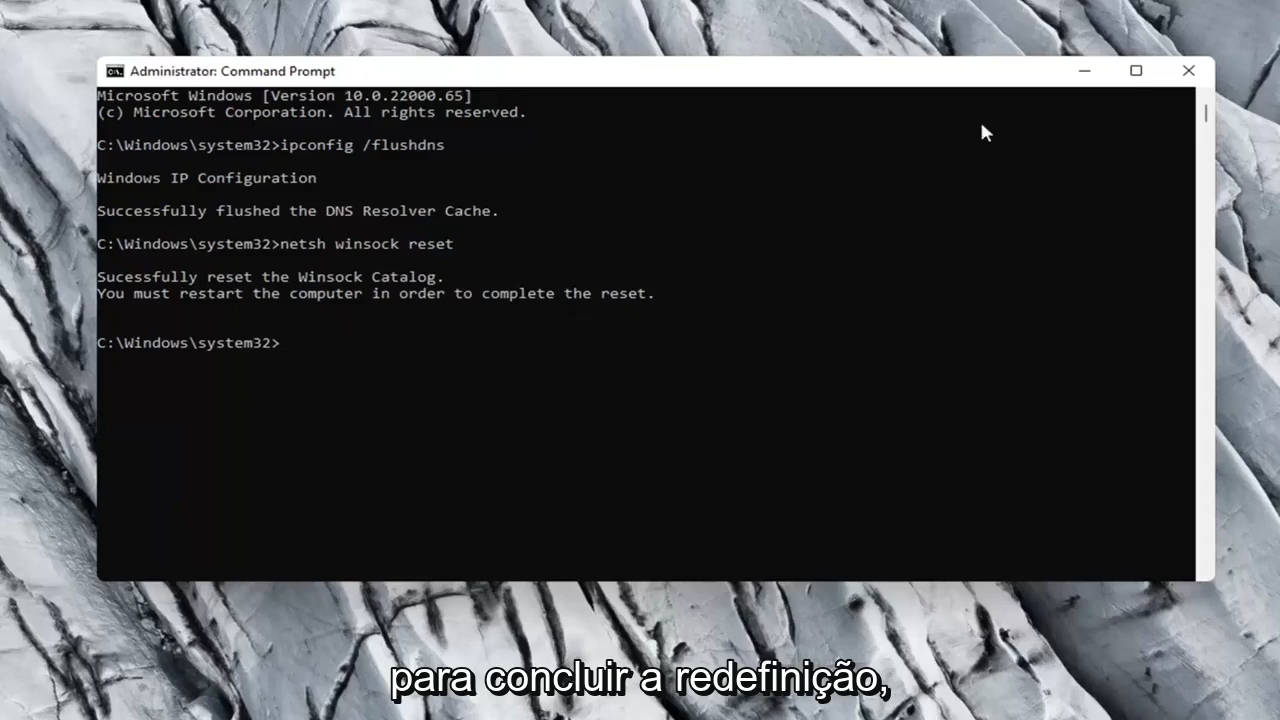 Administrator: Command Prompt
Microsoft Windows [Version 10.0.22000.65]
(c) Microsoft Corporation. All rights reserved.
C:\Windows\system32>ipconfig /flushdns
Windows IP Configuration
Successfully flushed the DNS Resolver Cache.
C:\Windows\system32>netsh winsock reset
Sucessfully reset the Winsock Catalog.
You must restart the computer in order to complete the reset.
C:\Windows\system32>
para concluir a redefinição,